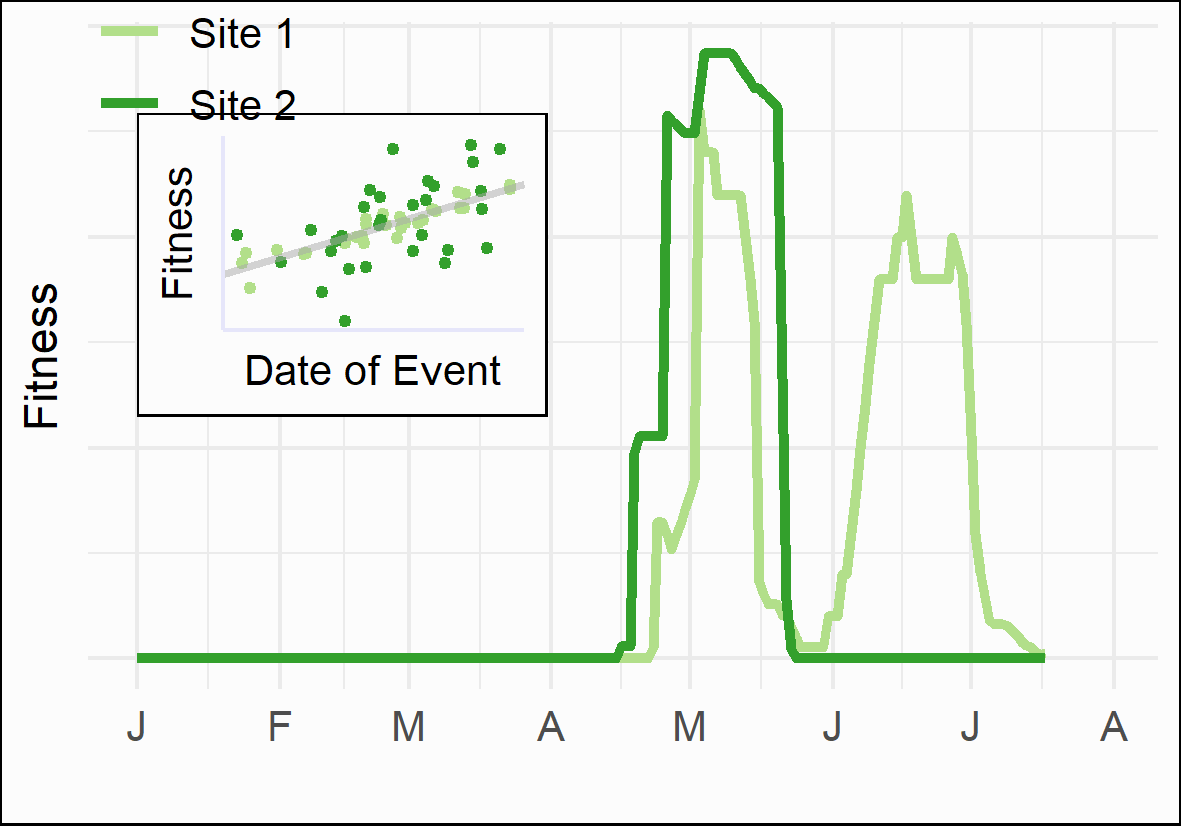 Site 1
Site 2
Fitness
Date of Event
Fitness
J F M A M J J A